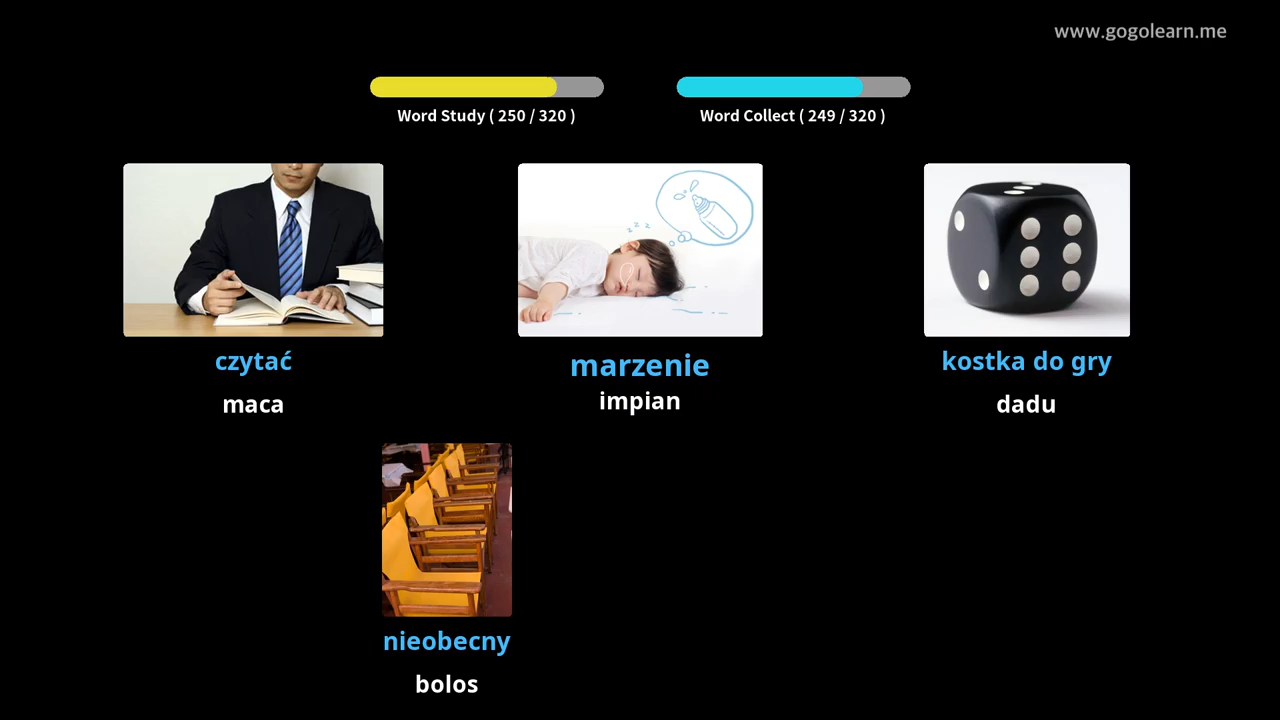 www.gogolearn.me
Word Study ( 250 / 320 )
Word Collect ( 249 / 320 )
czytać
maca
marzenie
impian
kostka do gry
dadu
nieobecny
bolos